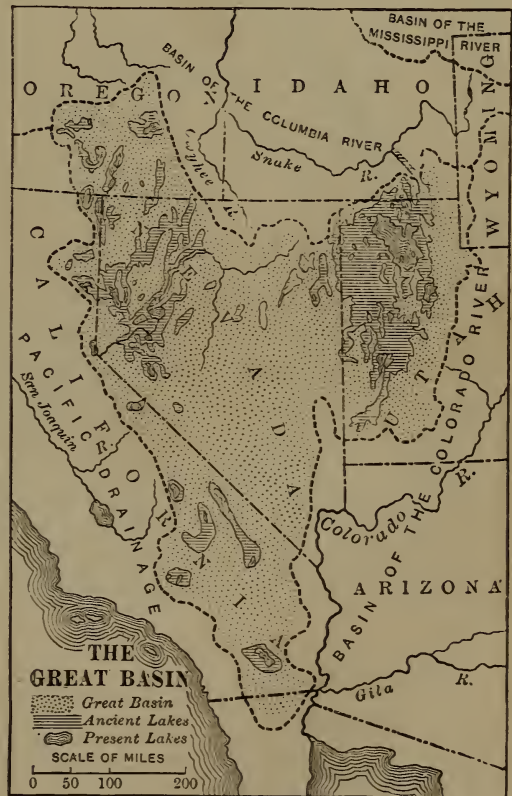 BASIN OF THE
MISSISSIPPI RIVER
BASIN OF THE COLUMBIA RIVER
OREGON
IDAHO
WYOMING
Owyhee R.
Snake R.
CALIFORNIA
PACIFIC DRAINAGE
San Joaquin
NEVADA
UTAH
BASIN OF THE COLORADO RIVER
Colorado R.
ARIZONA
Gila R.
THE
GREAT BASIN
Great Basin
Ancient Lakes
Present Lakes
SCALE OF MILES
0 50 100 200